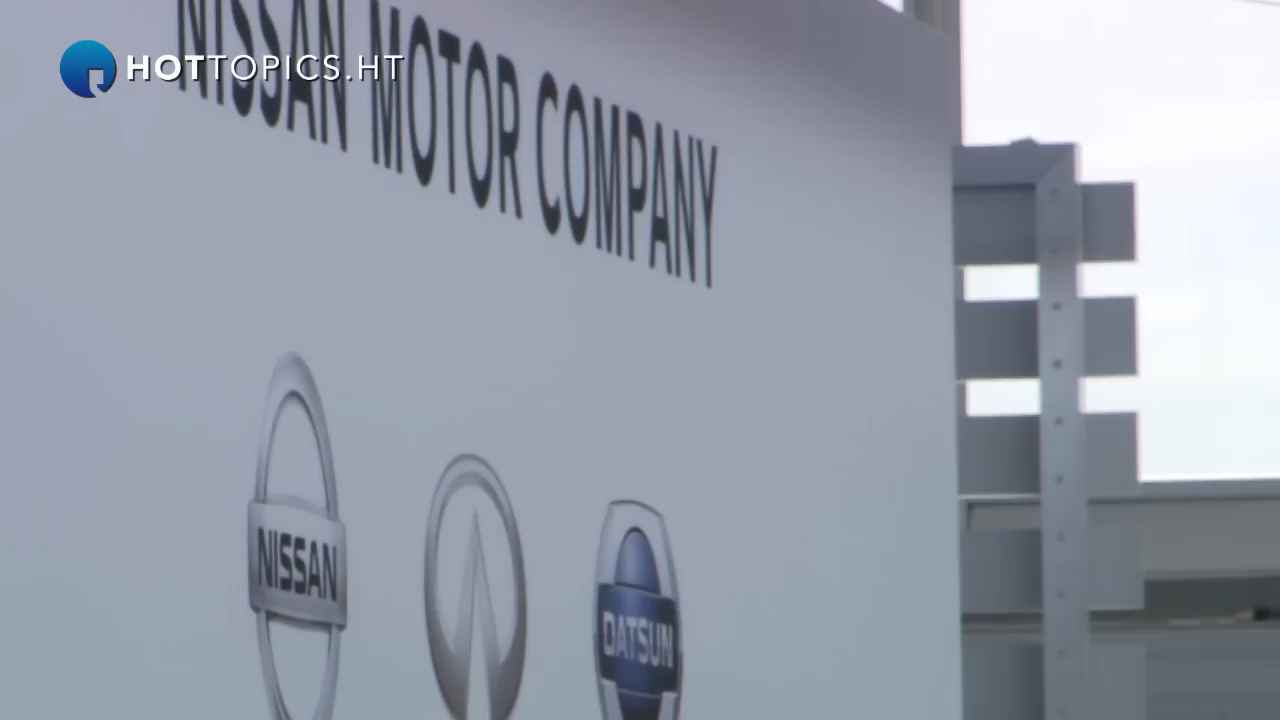 HOTTOPICS.HT
NISSAN MOTOR COMPANY
NISSAN
DATSUN